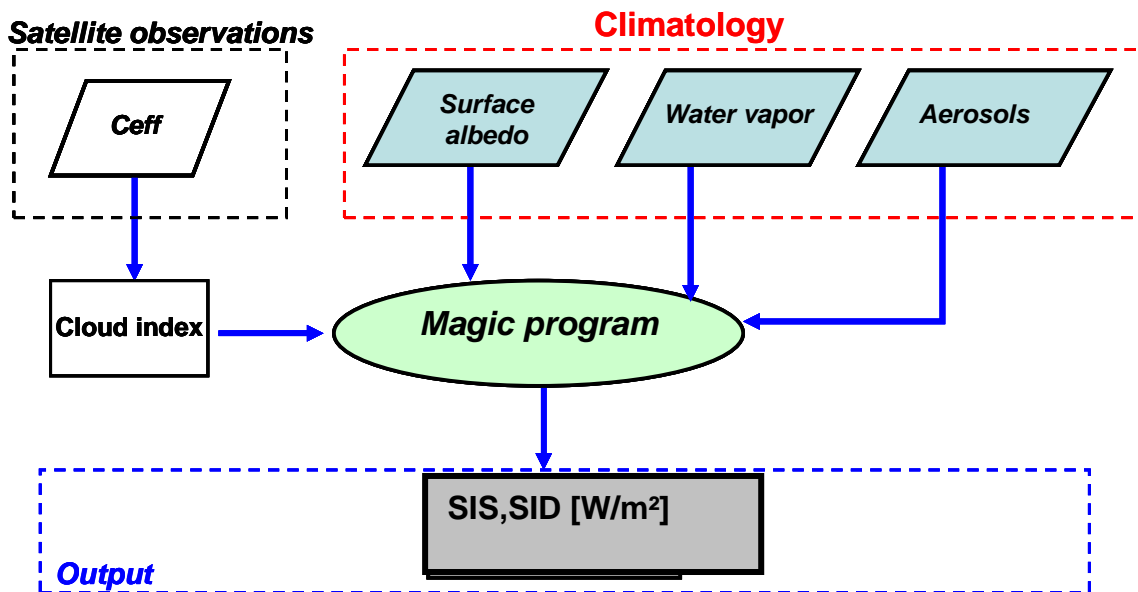 Satellite observations
Climatology
Ceff
Surface
albedo
Water vapor
Aerosols
Cloud index
Magic program
SIS,SID [W/m²]
Output